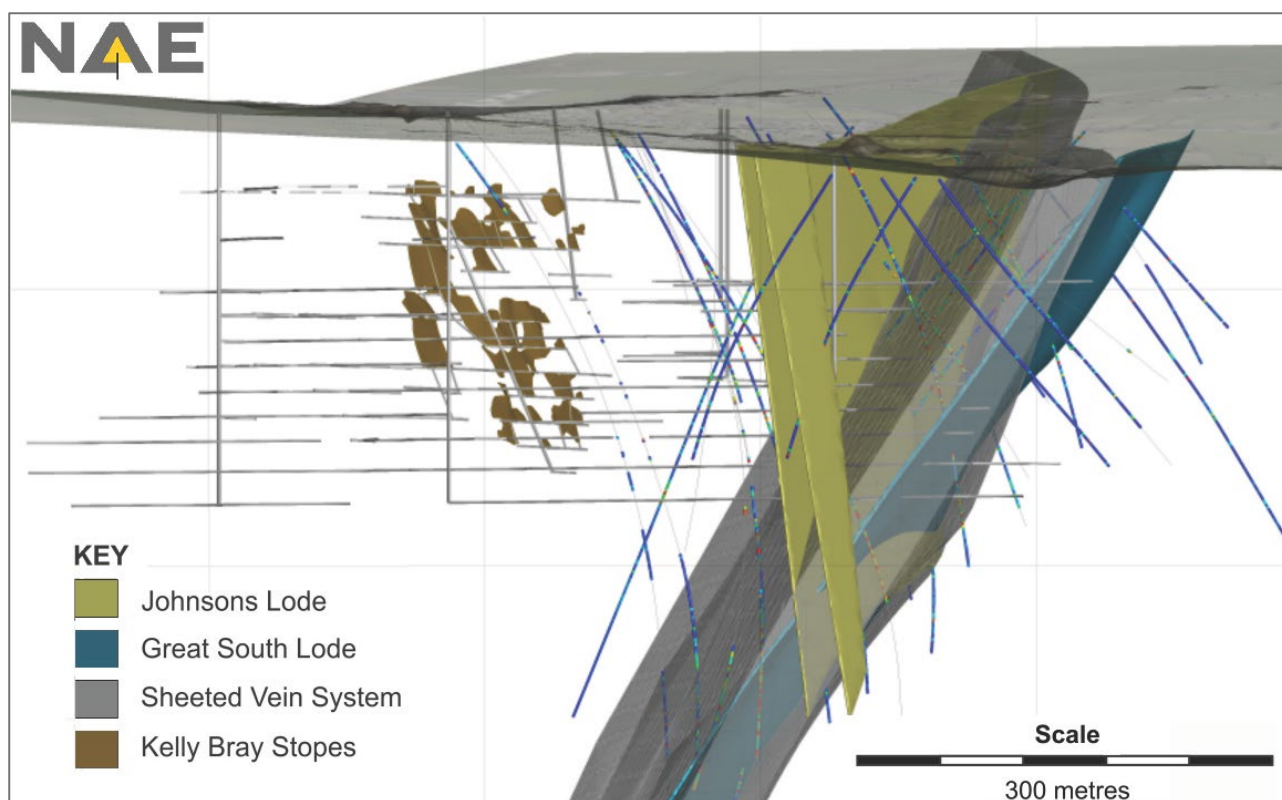 NAE
KEY
Johnsons Lode
Great South Lode
Sheeted Vein System
Kelly Bray Stopes
Scale
300 metres